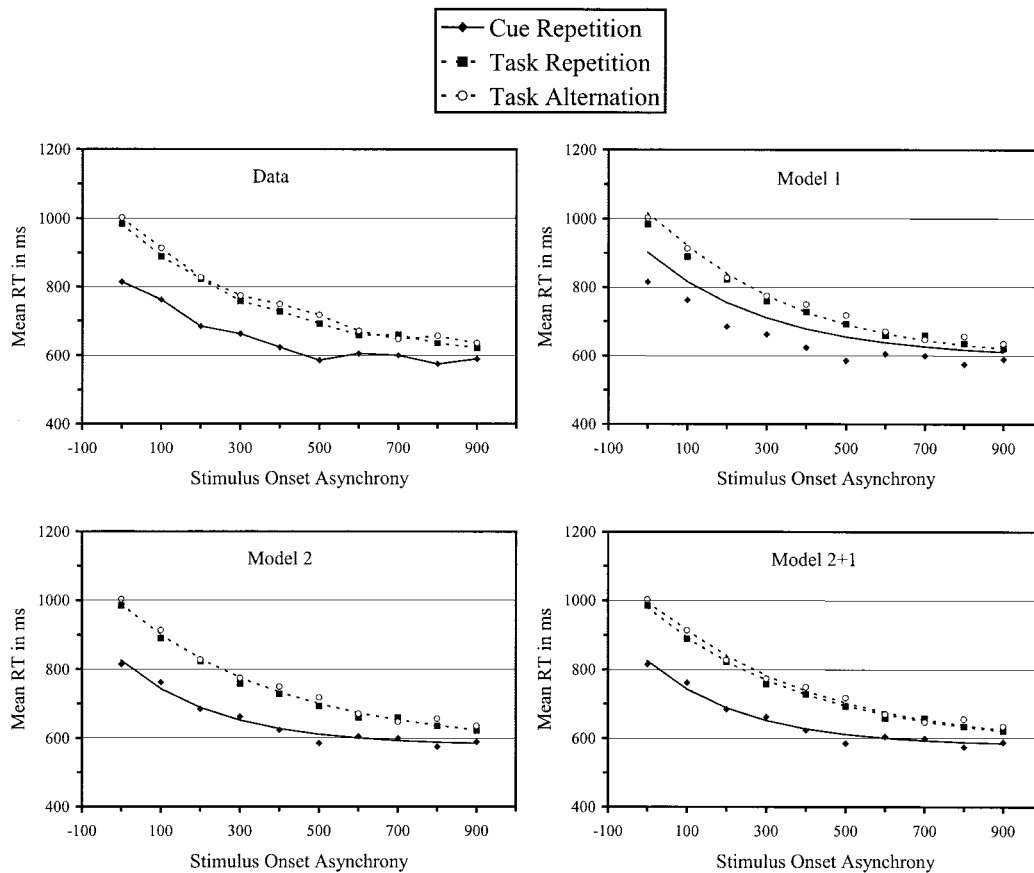 Cue Repetition
Task Repetition
Task Alternation
Data
Mean RT in ms
1200
1000
800
600
400
-100 100 300 500 700 900
Stimulus Onset Asynchrony
Model 1
Mean RT in ms
1200
1000
800
600
400
-100 100 300 500 700 900
Stimulus Onset Asynchrony
Model 2
Mean RT in ms
1200
1000
800
600
400
-100 100 300 500 700 900
Stimulus Onset Asynchrony
Model 2+1
Mean RT in ms
1200
1000
800
600
400
-100 100 300 500 700 900
Stimulus Onset Asynchrony